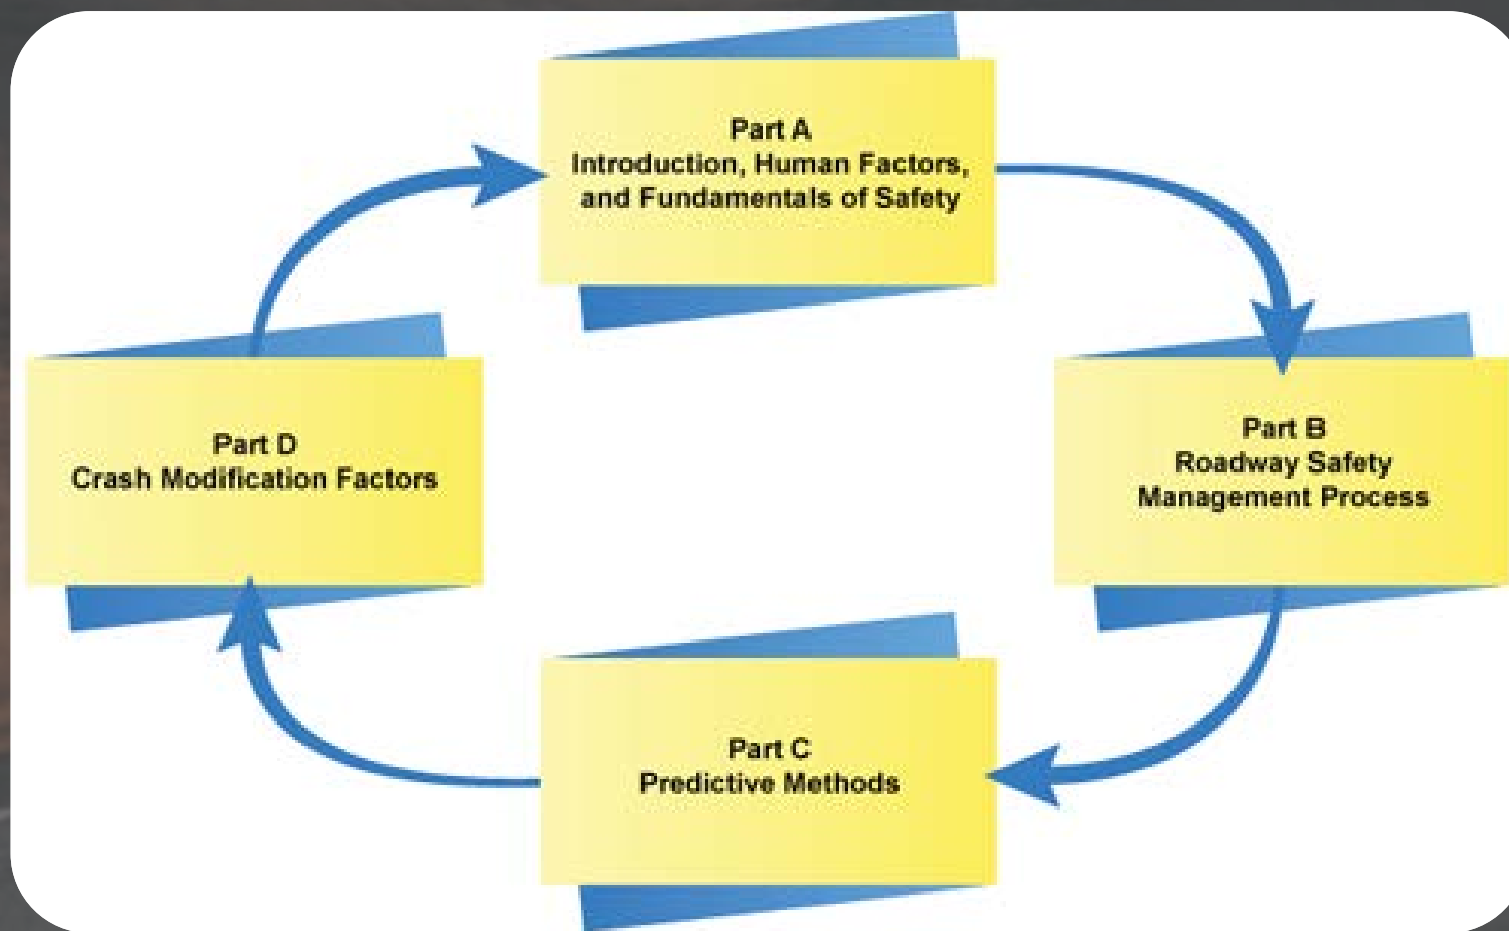 Part A
Introduction, Human Factors,
and Fundamentals of Safety
Part B
Roadway Safety
Management Process
Part C
Predictive Methods
Part D
Crash Modification Factors